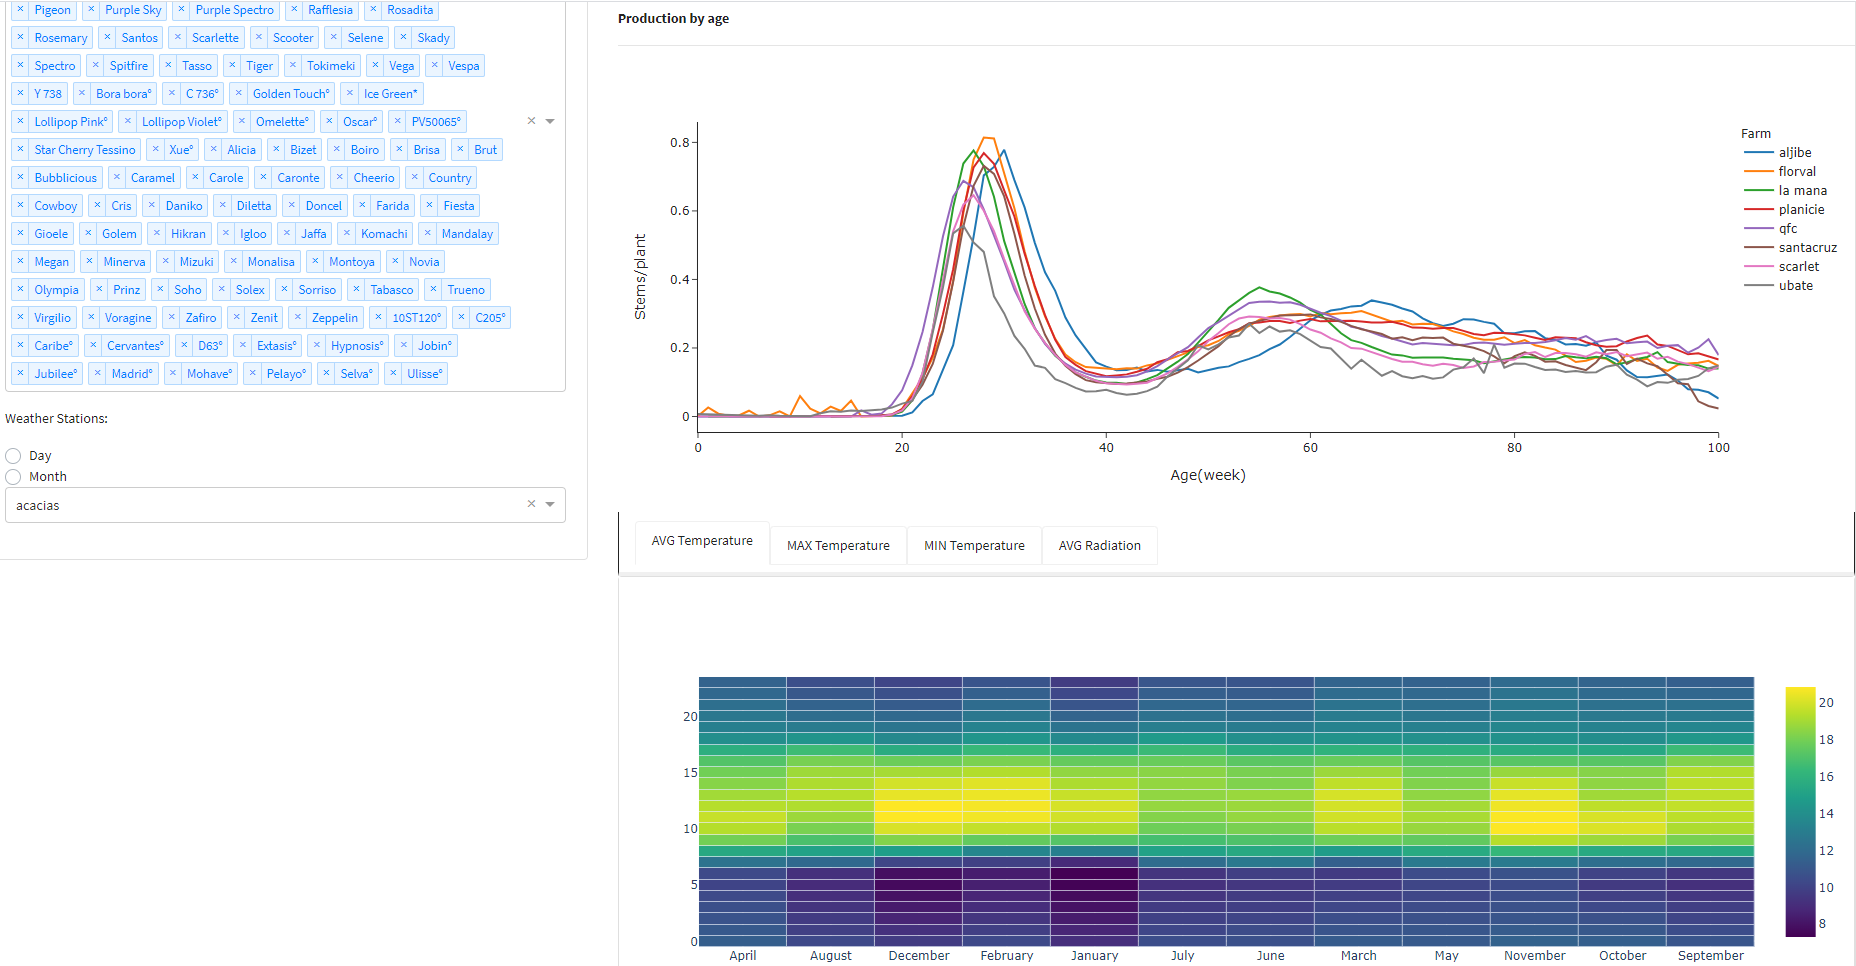 Pigeon Purple Sky Purple Spectro Rafflesia Rosadita
Rosemary Santos Scarlette Scooter Selene Skady
Spectro Spitfire Tasso Tiger Tokimeki Vega Vespa
Y 738 Bora bora° C 736° Golden Touch° Ice Green*
Lollipop Pink° Lollipop Violet° Omelette° Oscar° PV50065°
Star Cherry Tessino Xue° Alicia Bizet Boiro Brisa Brut
Bubblicious Caramel Carole Caronte Cheerio Country
Cowboy Cris Daniko Diletta Doncel Farida Fiesta
Gioele Golem Hikran Igloo Jaffa Komachi Mandalay
Megan Minerva Mizuki Monalisa Montoya Novia
Olympia Prinz Soho Solex Sorriso Tabasco Trueno
Virgilio Voragine Zafiro Zenit Zeppelin 10ST120° C205°
Caribe° Cervantes° D63° Extasis° Hypnosis° Jobin°
Jubilee° Madrid° Mohave° Pelayo° Selva° Ulisse°
Weather Stations:
Day
Month
acacias
Production by age
Stems/plant
0.8
0.6
0.4
0.2
0
0 20 40 60 80 100
Age(week)
Farm
aljibe
florval
la mana
planicie
qfc
santacruz
scarlet
ubate
AVG Temperature MAX Temperature MIN Temperature AVG Radiation
20
15
10
5
0
April August December February January July June March May November October September
20
18
16
14
12
10
8